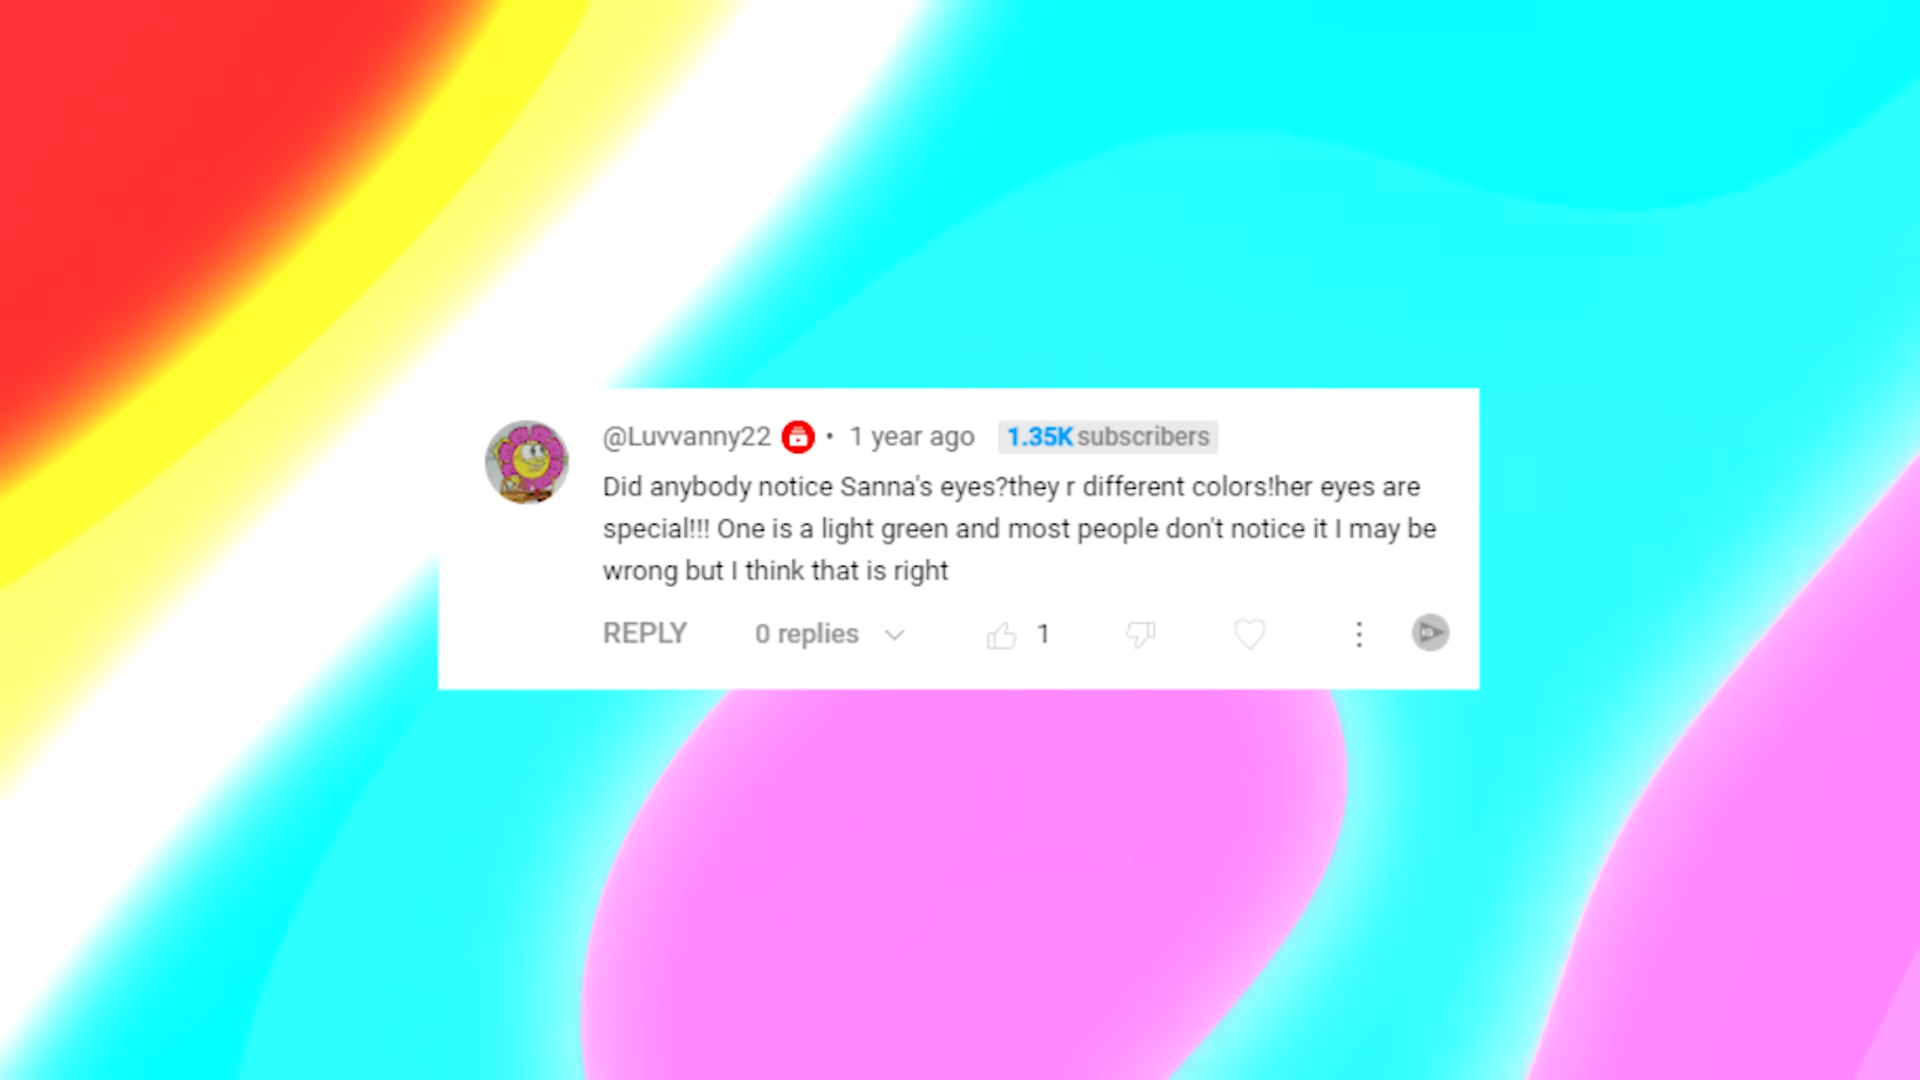 @Luvvanny22 • 1 year ago 1.35K subscribers
Did anybody notice Sanna's eyes?they r different colors!her eyes are
special!!! One is a light green and most people don't notice it I may be
wrong but I think that is right
REPLY 0 replies 1